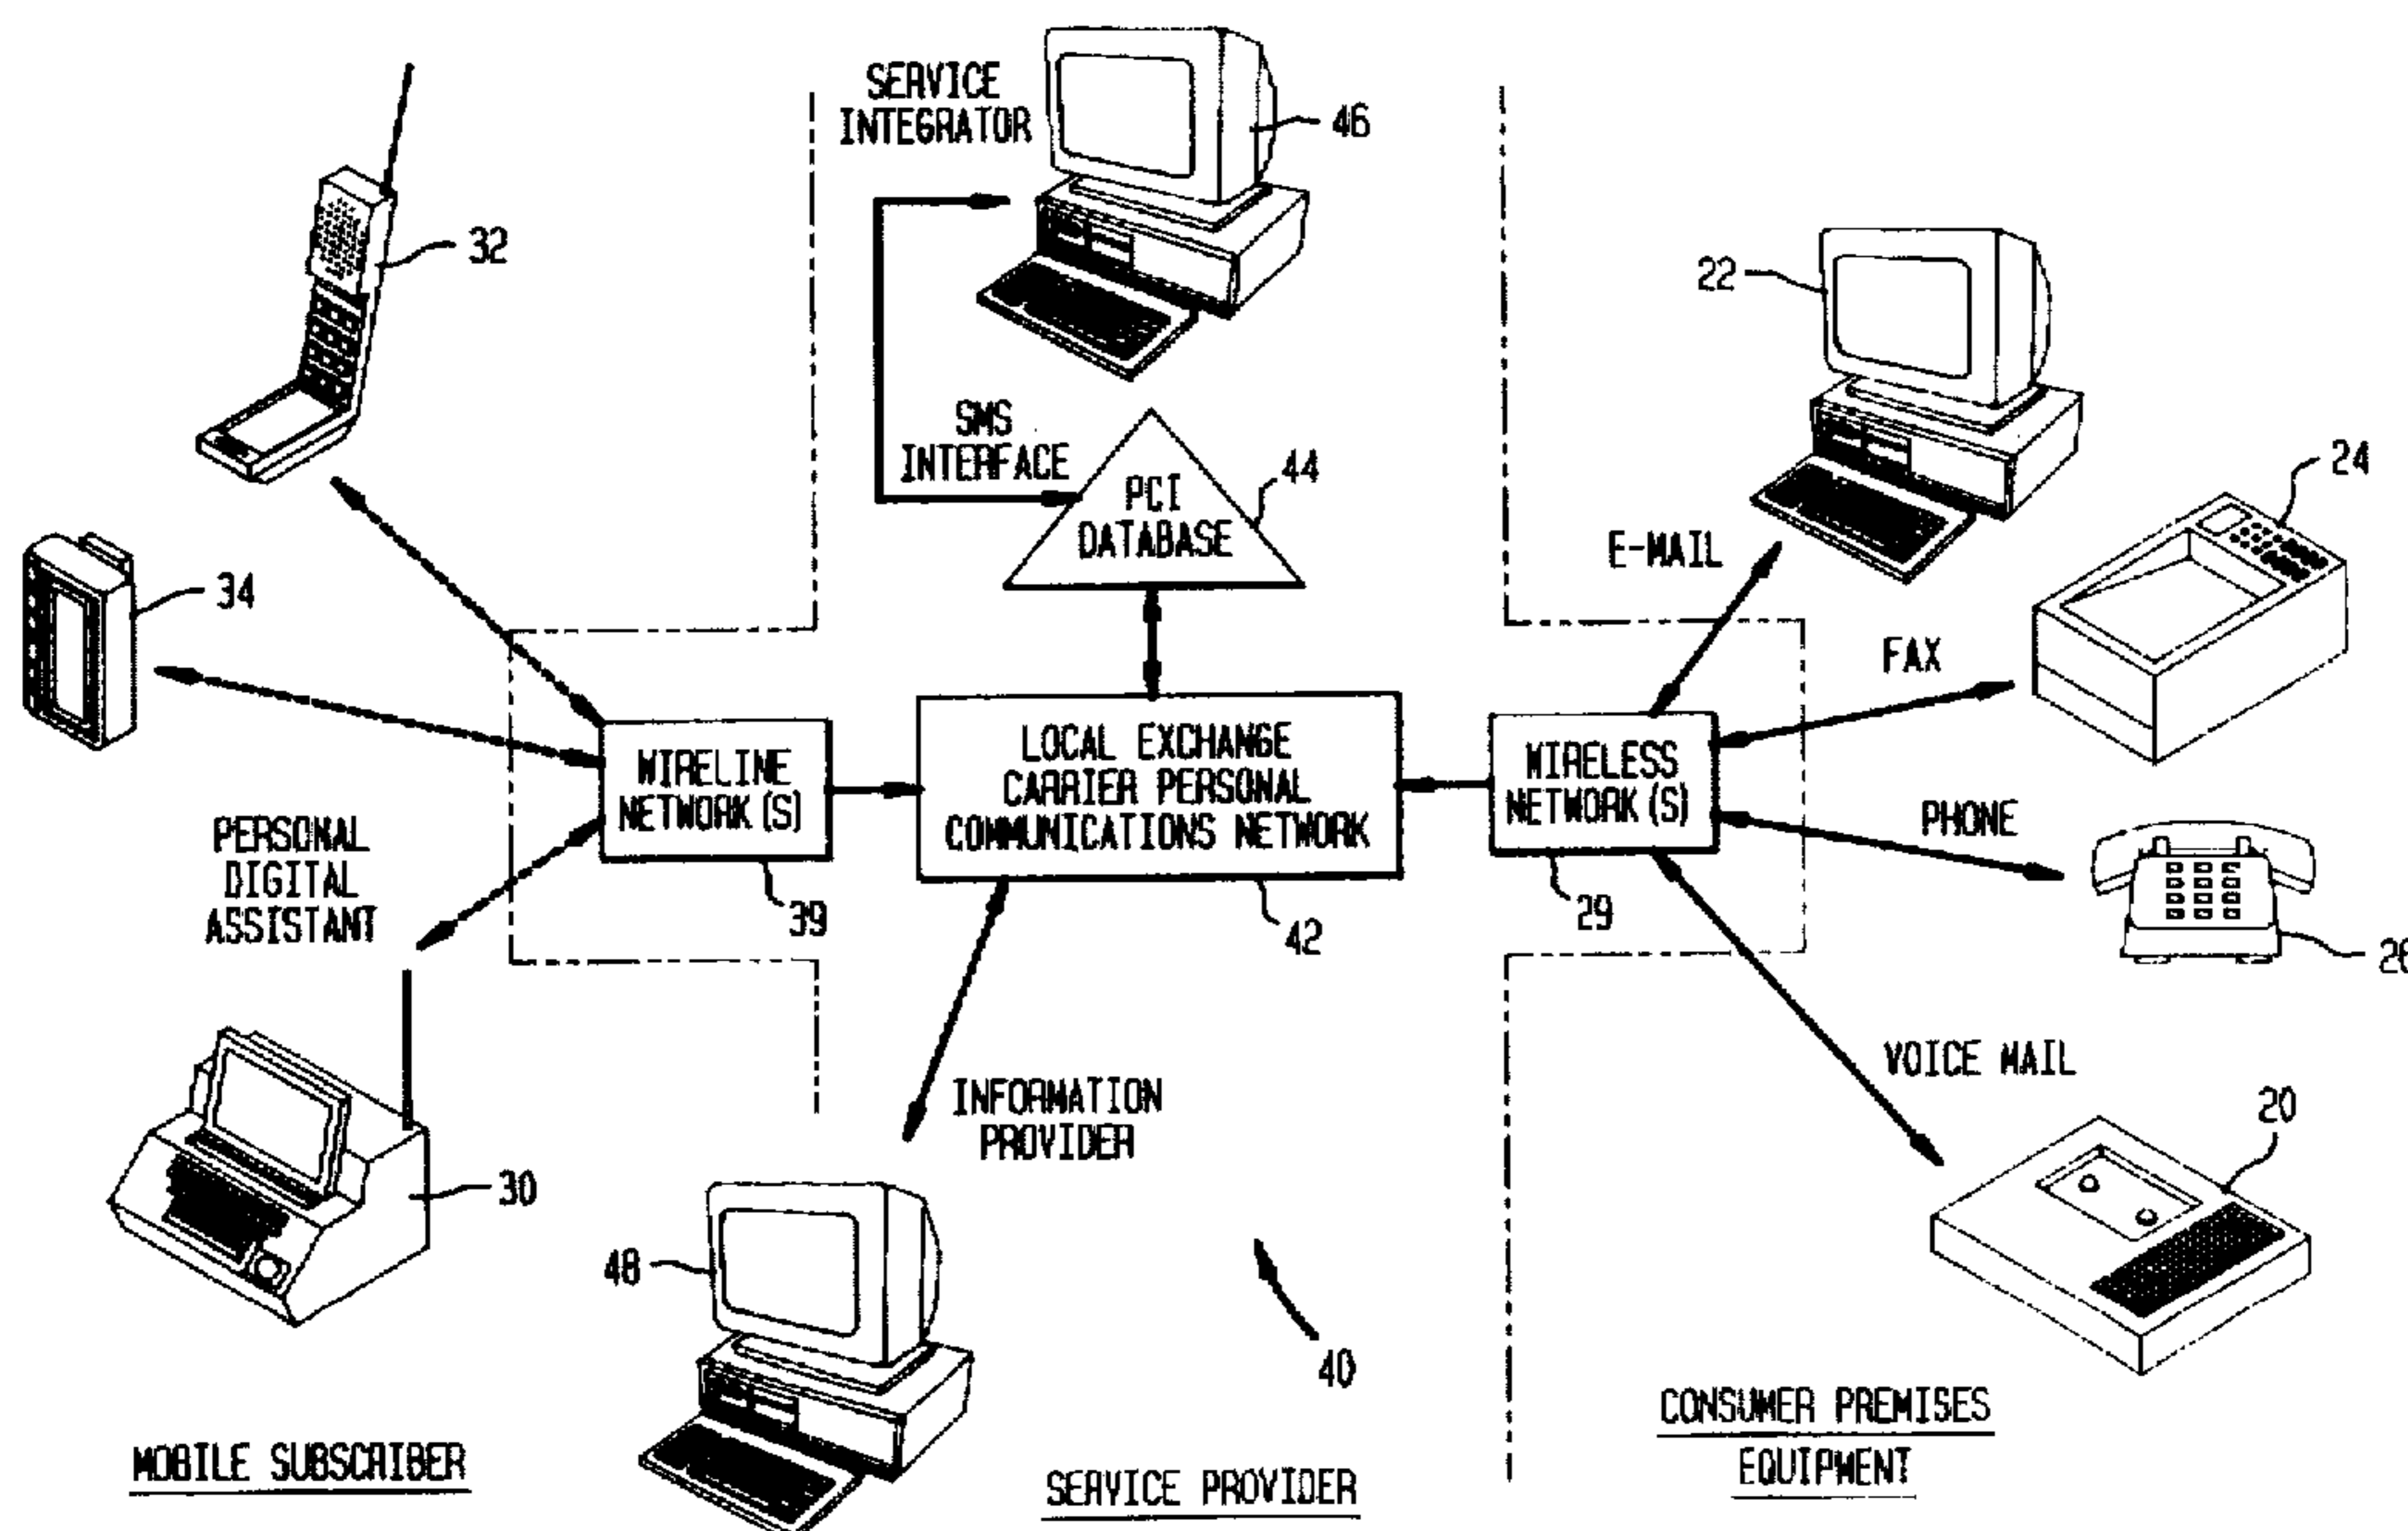 SERVICE
INTEGRATOR
46
32
SMS
INTERFACE
22
44
PCI
DATABASE
24
E-MAIL
34
FAX
WIRELINE
NETWORK(S)
LOCAL EXCHANGE
CARRIER PERSONAL
COMMUNICATIONS NETWORK
WIRELESS
NETWORK(S)
PHONE
PERSONAL
DIGITAL
ASSISTANT
39
42
29
VOICE MAIL
INFORMATION
PROVIDER
20
30
48
40
CONSUMER PREMISES
EQUIPMENT
MOBILE SUBSCRIBER
SERVICE PROVIDER